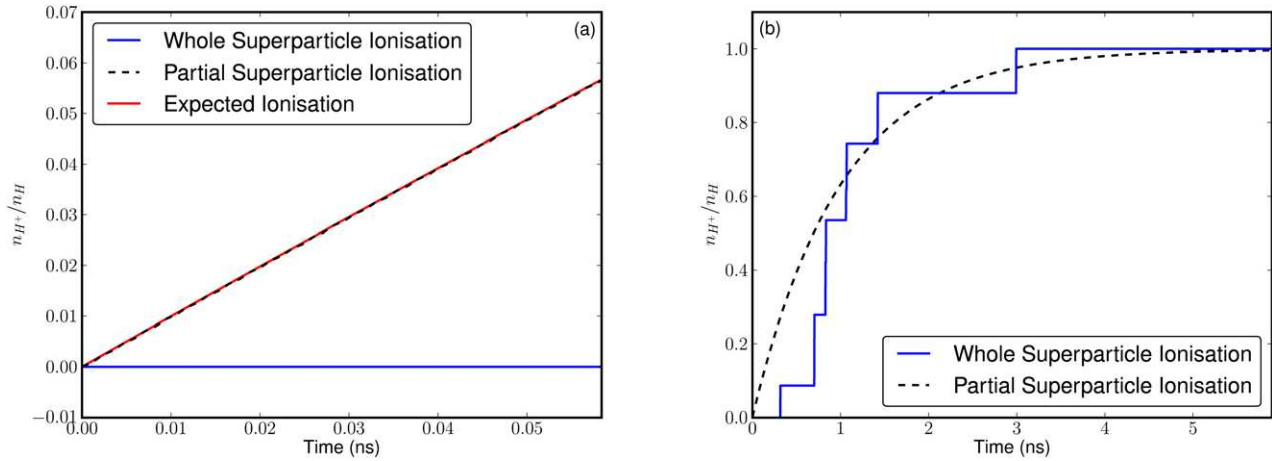 (a)
0.07
0.06
0.05
0.04
0.03
0.02
0.01
0.00
−0.01
n_{H^+}/n_H
Whole Superparticle Ionisation
Partial Superparticle Ionisation
Expected Ionisation
0.00 0.01 0.02 0.03 0.04 0.05
Time (ns)
(b)
1.0
0.8
0.6
0.4
0.2
0.0
n_{H^+}/n_H
Whole Superparticle Ionisation
Partial Superparticle Ionisation
0 1 2 3 4 5
Time (ns)